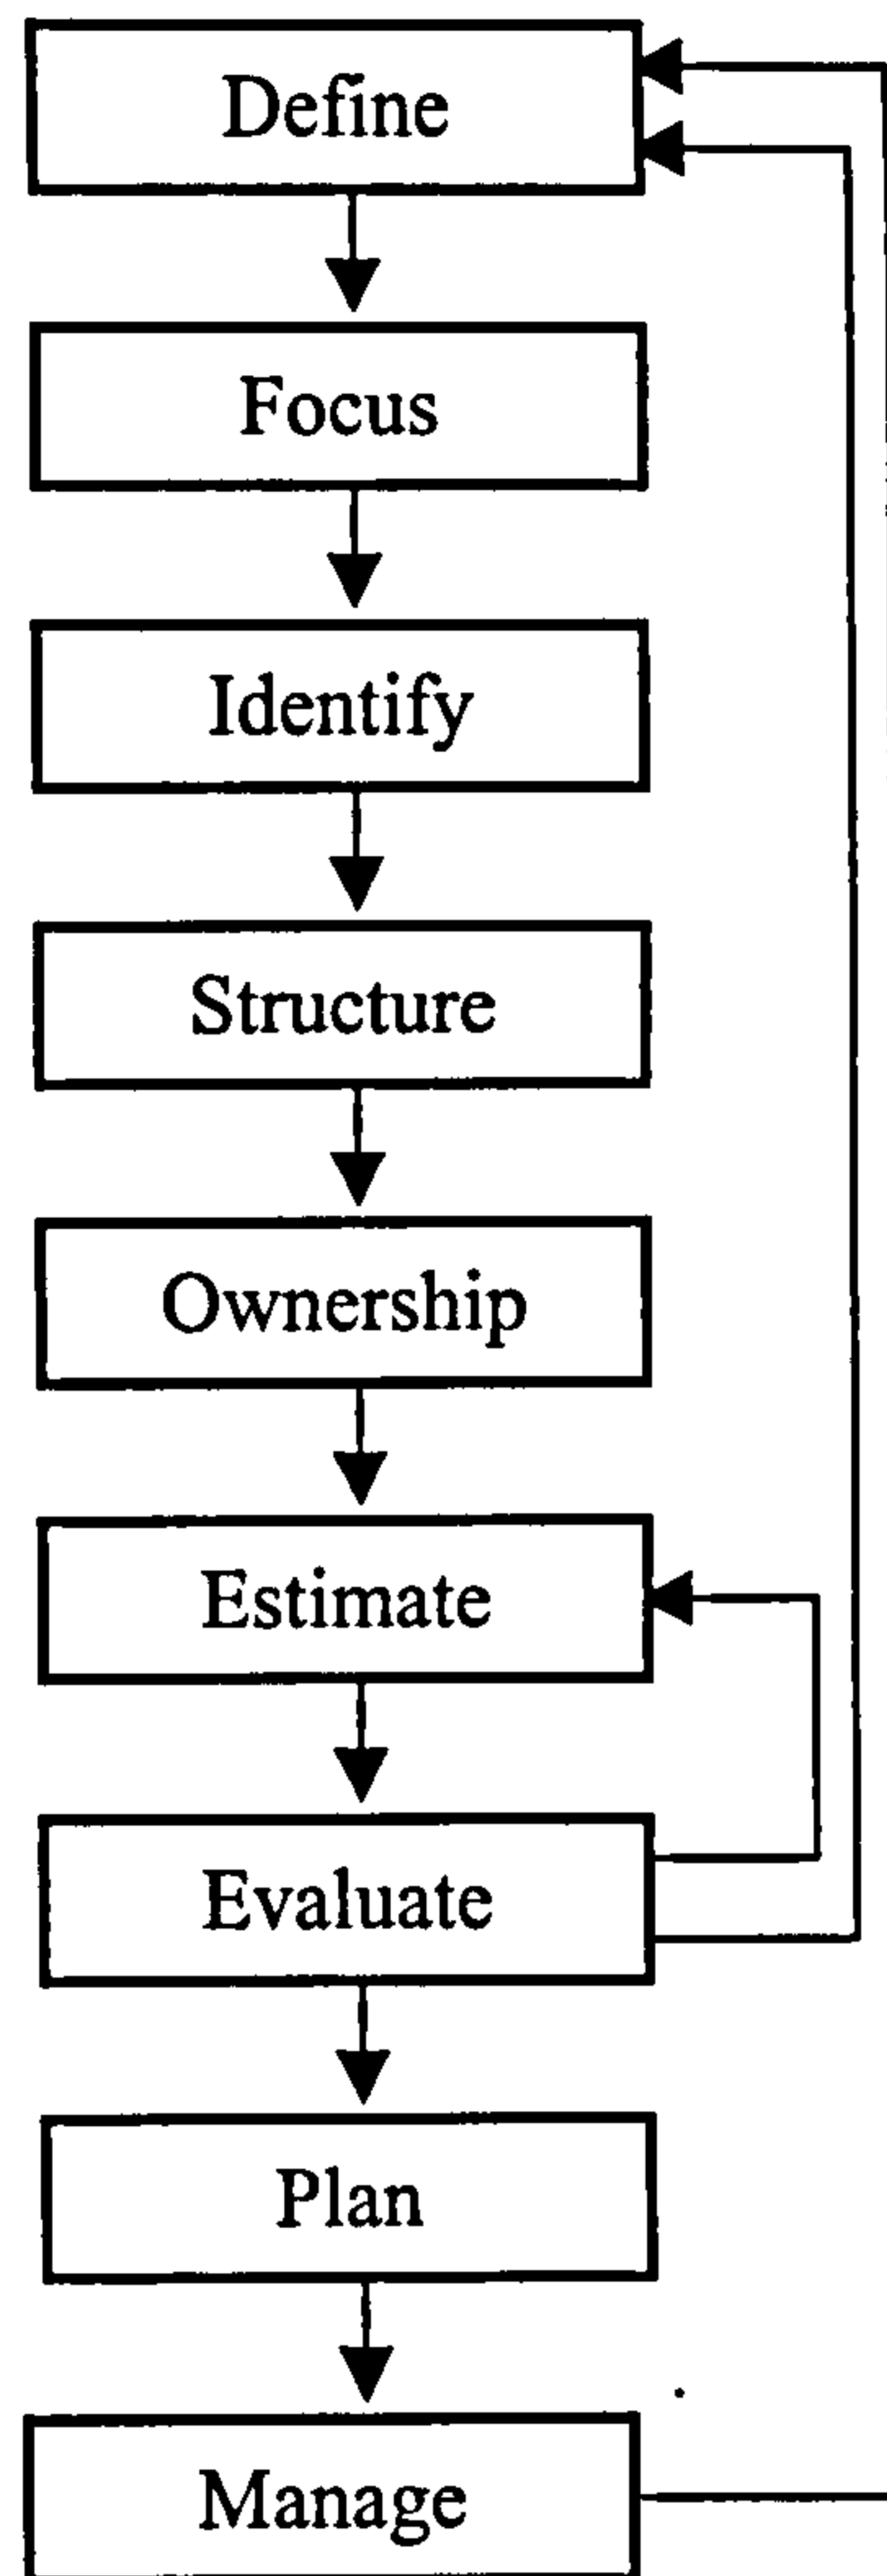 Define
Focus
Identify
Structure
Ownership
Estimate
Evaluate
Plan
Manage